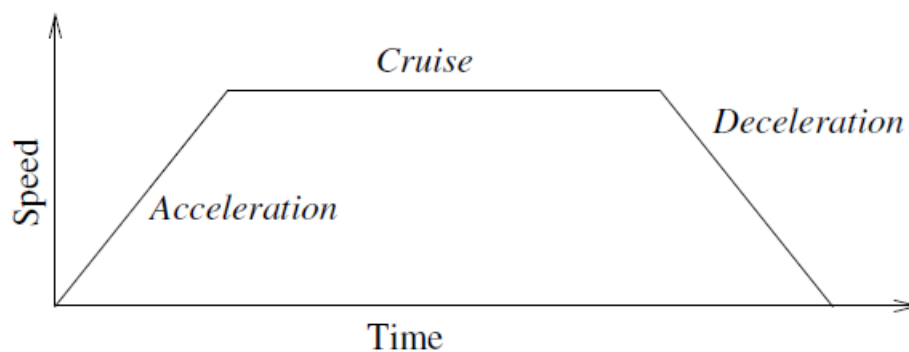 Cruise
Deceleration
Speed
Acceleration
Time